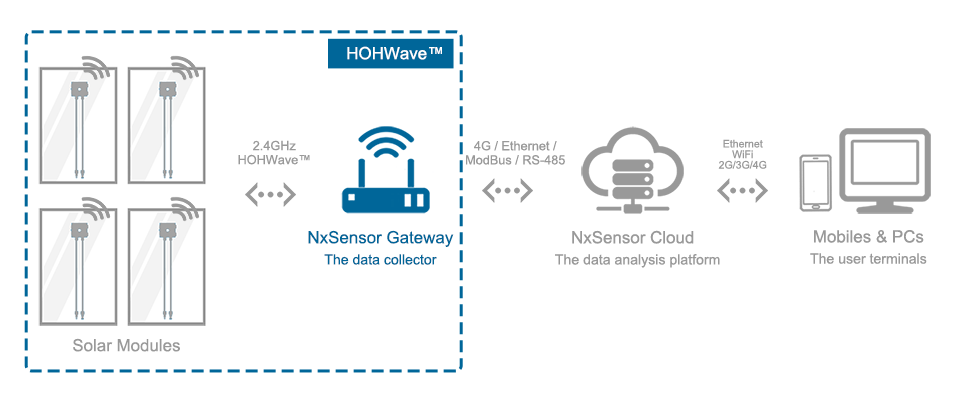 HOHWave™
2.4GHz
HOHWave™
4G / Ethernet /
ModBus / RS-485
Ethernet
WiFi
2G/3G/4G
NxSensor Gateway
The data collector
NxSensor Cloud
The data analysis platform
Mobiles & PCs
The user terminals
Solar Modules